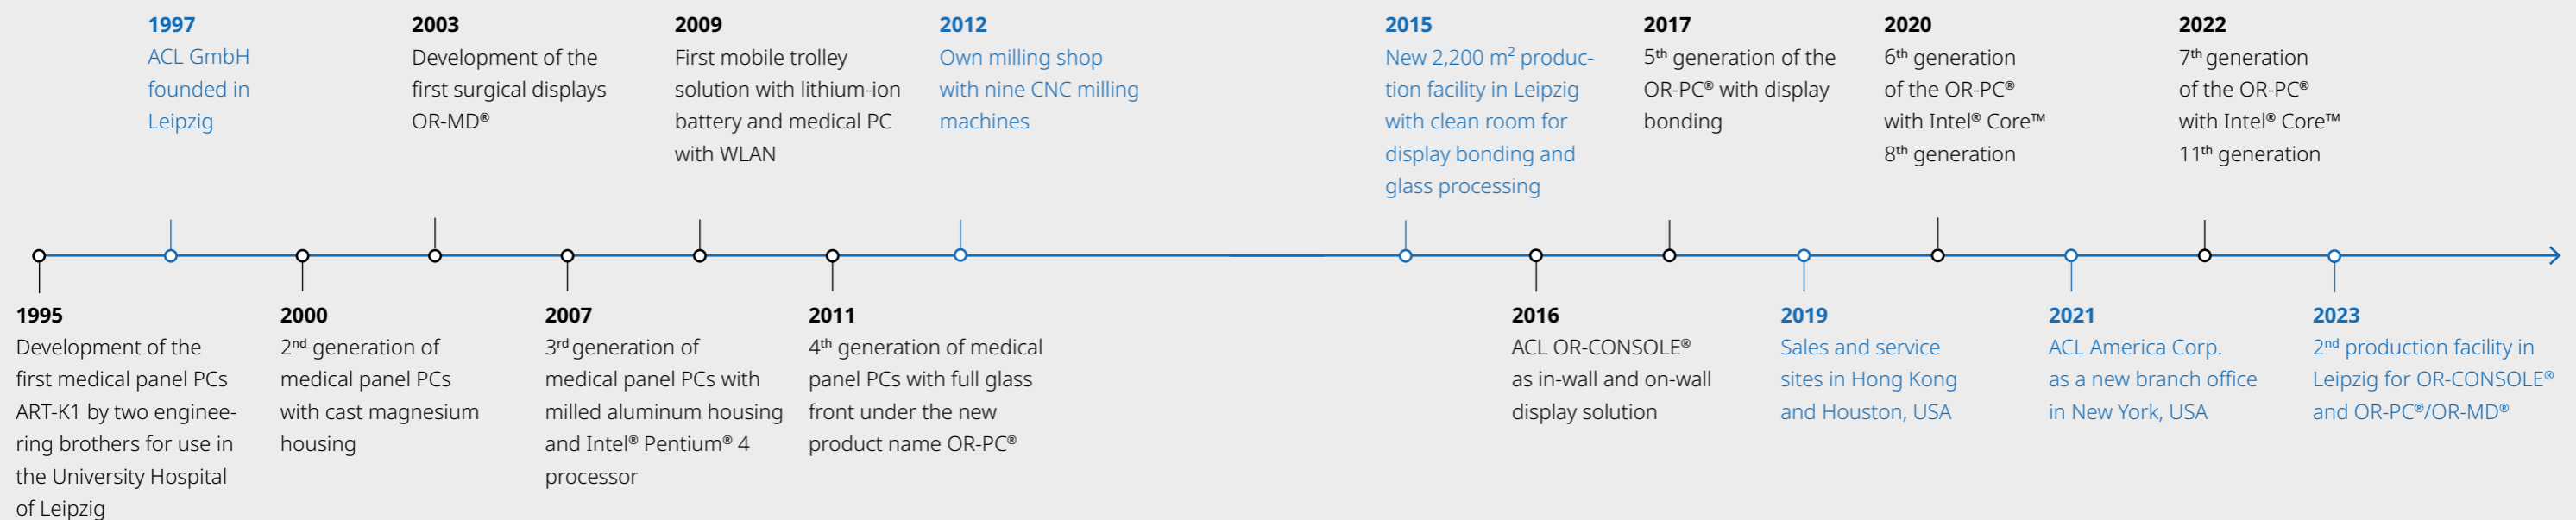 1997
ACL GmbH
founded in
Leipzig
2003
Development of the
first surgical displays
OR-MD®
2009
First mobile trolley
solution with lithium-ion
battery and medical PC
with WLAN
2012
Own milling shop
with nine CNC milling
machines
2015
New 2,200 m² produc-
tion facility in Leipzig
with clean room for
display bonding and
glass processing
2017
5th generation of the
OR-PC® with display
bonding
2020
6th generation
of the OR-PC®
with Intel® Core™
8th generation
2022
7th generation
of the OR-PC®
with Intel® Core™
11th generation
1995
Development of the
first medical panel PCs
ART-K1 by two enginee-
ring brothers for use in
the University Hospital
of Leipzig
2000
2nd generation of
medical panel PCs
with cast magnesium
housing
2007
3rd generation of
medical panel PCs with
milled aluminum housing
and Intel® Pentium® 4
processor
2011
4th generation of medical
panel PCs with full glass
front under the new
product name OR-PC®
2016
ACL OR-CONSOLE®
as in-wall and on-wall
display solution
2019
Sales and service
sites in Hong Kong
and Houston, USA
2021
ACL America Corp.
as a new branch office
in New York, USA
2023
2nd production facility in
Leipzig for OR-CONSOLE®
and OR-PC®/OR-MD®